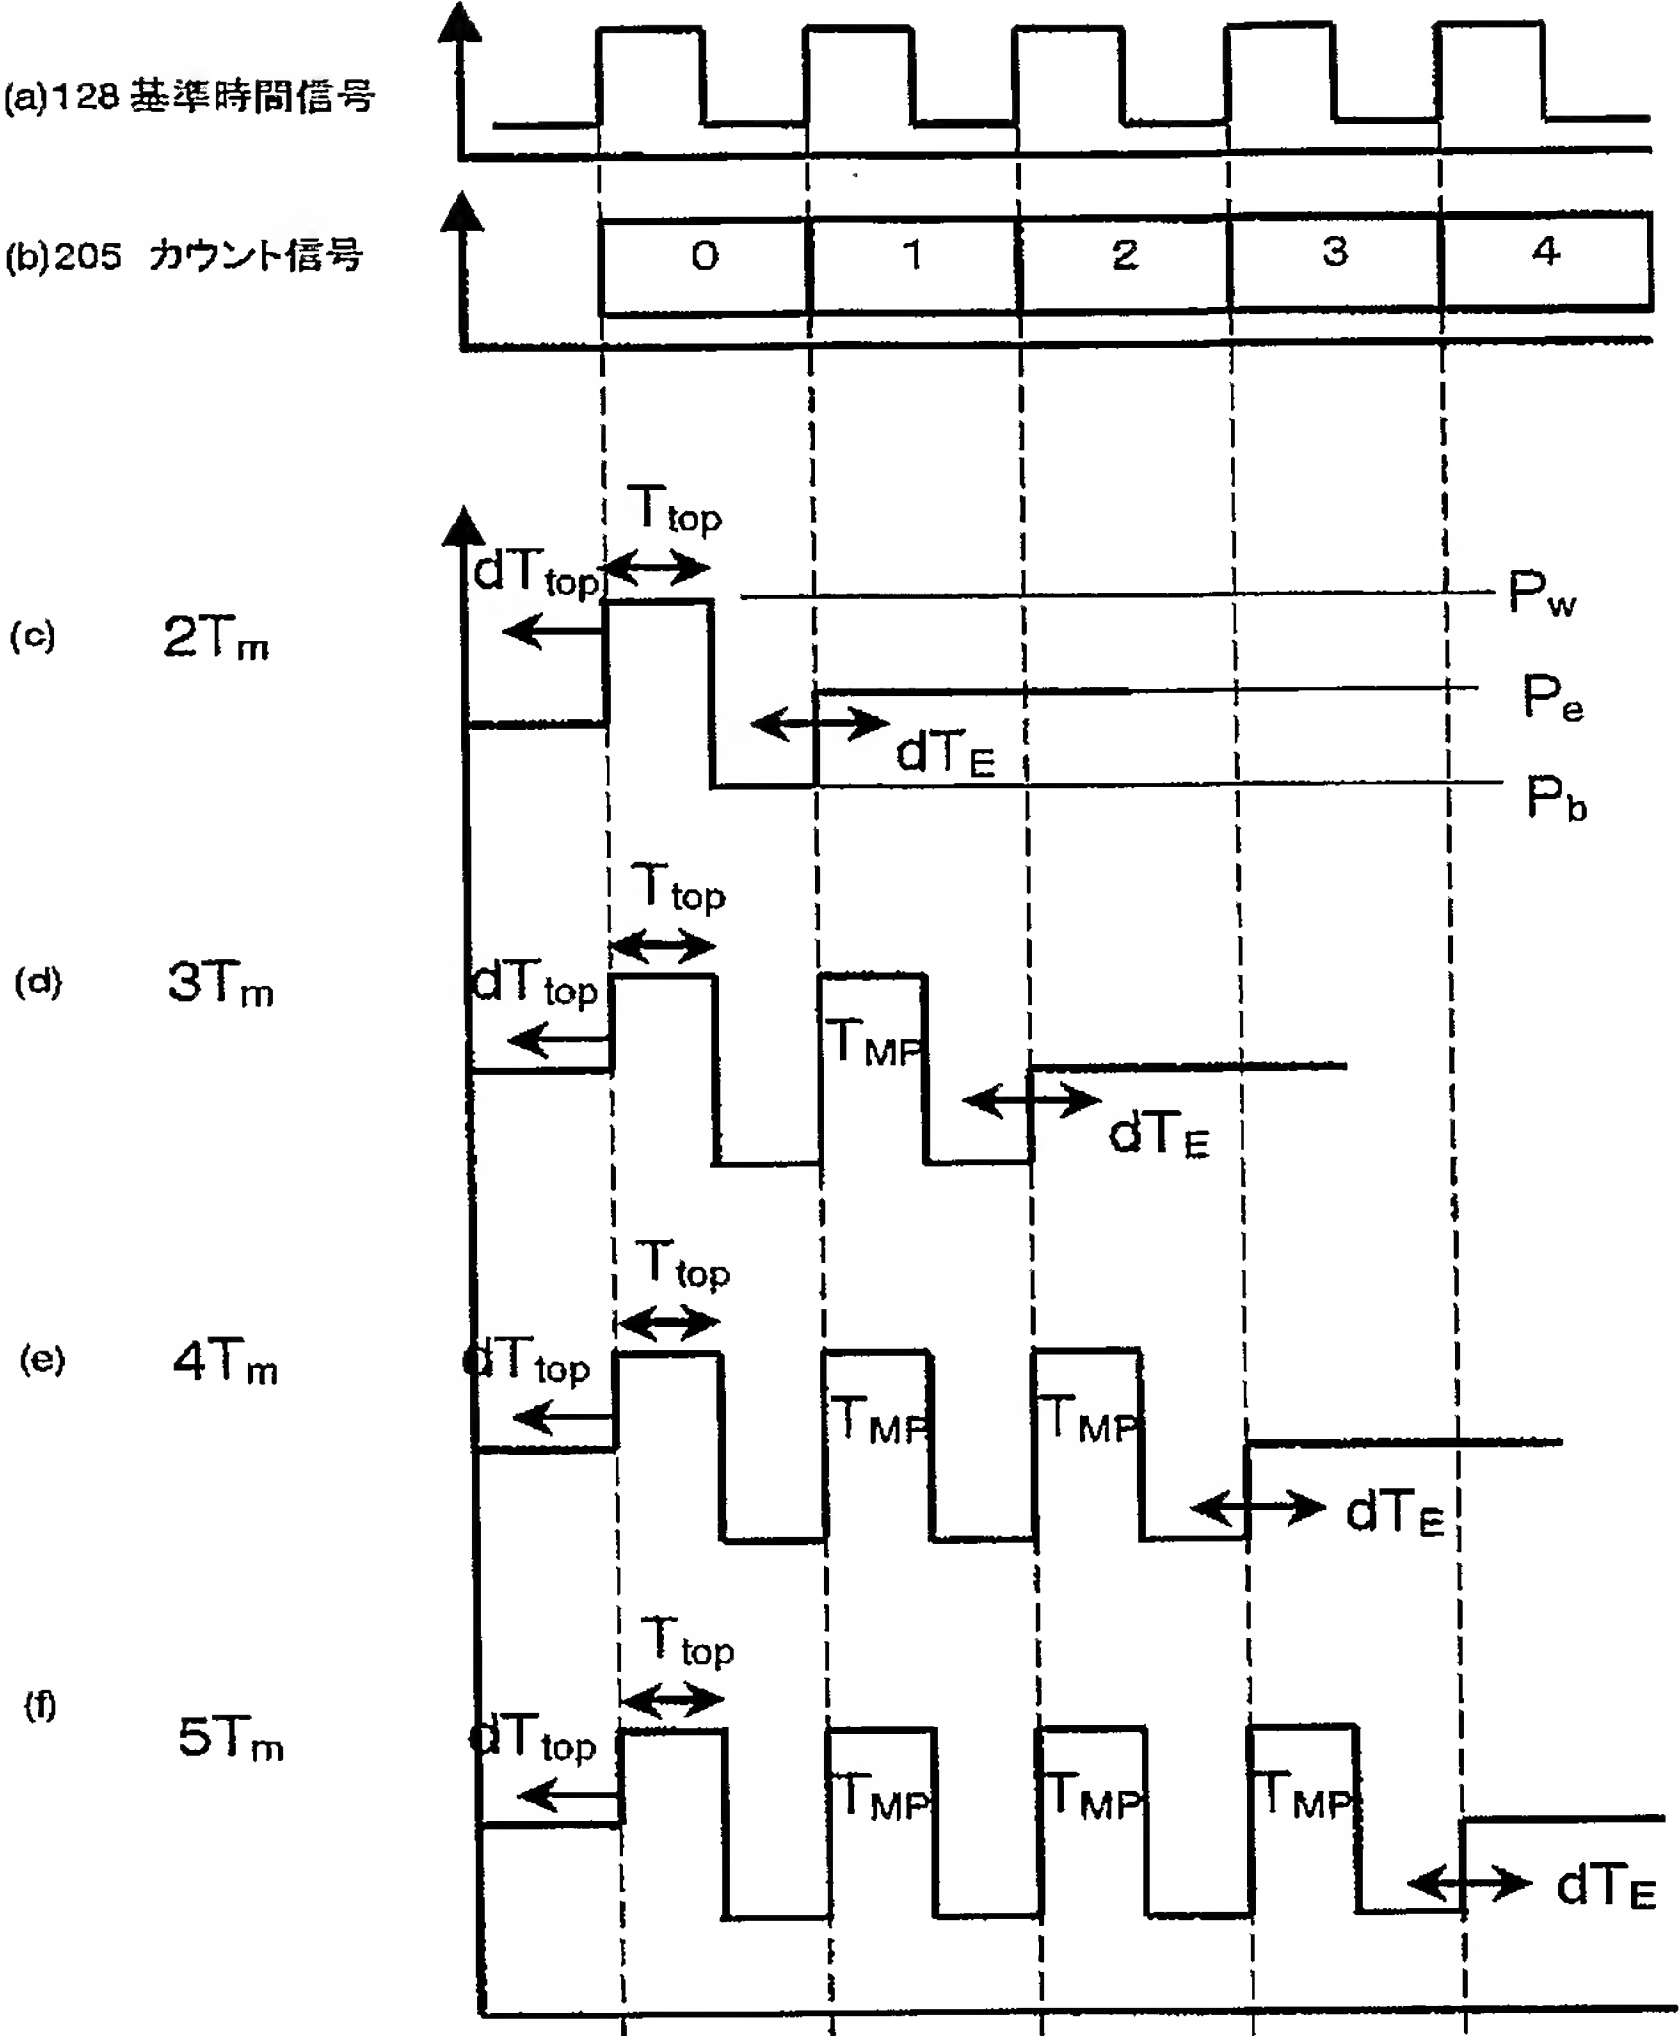 (a)128 基準時間信号
(b)205 カウント信号
0 1 2 3 4
Ttop
dTtop
Pw
(c) 2Tm
Pe
dTE
Pb
Ttop
(d) 3Tm
dTtop
TMP
dTE
Ttop
(e) 4Tm
dTtop
TMP TMP
dTE
Ttop
(f) 5Tm
dTtop
TMP TMP TMP
dTE